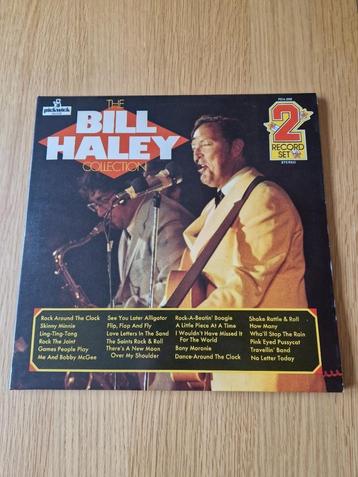 pickwick
THE
BILL
HALEY
COLLECTION
2
RECORD
SET
STEREO
Rock Around The Clock
Skinny Minnie
Ling-Ting-Tong
Rock The Joint
Games People Play
Me And Bobby McGee
See You Later Alligator
Flip, Flop And Fly
Love Letters In The Sand
The Saints Rock & Roll
There's A New Moon
Over My Shoulder
Rock-A-Beatin' Boogie
A Little Piece At A Time
I Wouldn't Have Missed It
For The World
Bony Moronie
Dance-Around The Clock
Shake Rattle & Roll
How Many
Who'll Stop The Rain
Pink Eyed Pussycat
Travellin' Band
No Letter Today